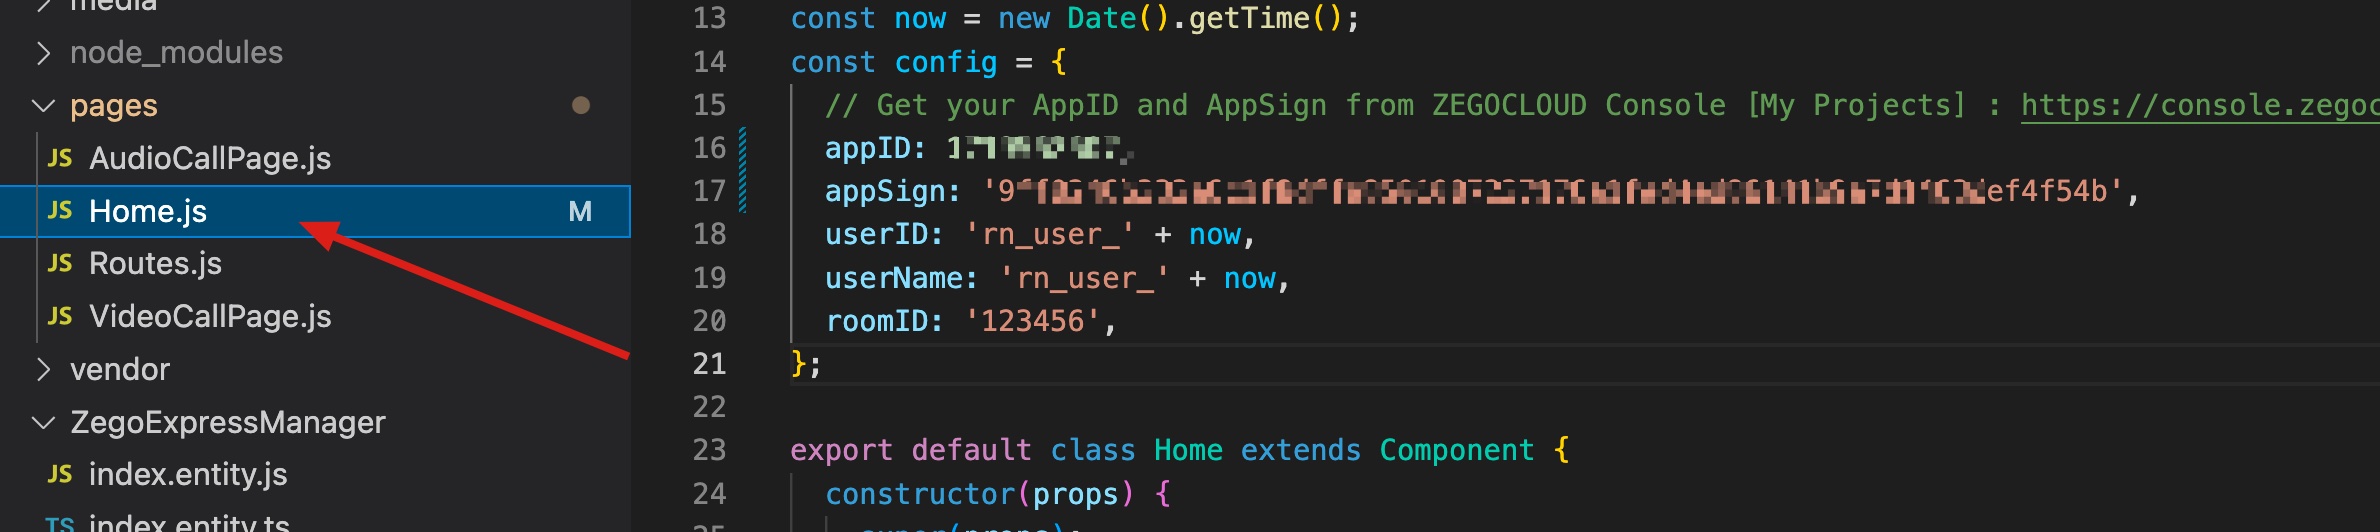 media
node_modules
pages
JS AudioCallPage.js
JS Home.js M
JS Routes.js
JS VideoCallPage.js
vendor
ZegoExpressManager
JS index.entity.js
TS index.entity.ts
13 const now = new Date().getTime();
14 const config = {
15 // Get your AppID and AppSign from ZEGOCLOUD Console [My Projects] : https://console.zegoc
16 appID:
17 appSign: ef4f54b',
18 userID: 'rn_user_' + now,
19 userName: 'rn_user_' + now,
20 roomID: '123456',
21 };
22
23 export default class Home extends Component {
24 constructor(props) {
25 super(props);